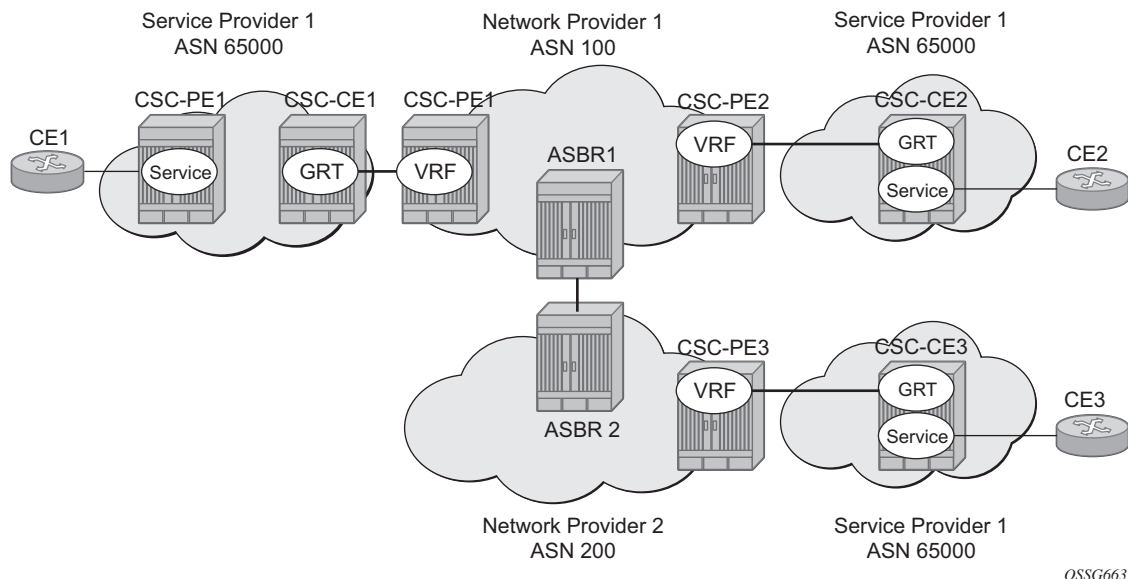 Service Provider 1
ASN 65000
Network Provider 1
ASN 100
Service Provider 1
ASN 65000
CSC-PE1
CSC-CE1
CSC-PE1
CSC-PE2
CSC-CE2
CE1
Service
GRT
VRF
ASBR1
VRF
GRT
Service
CE2
CSC-PE3
CSC-CE3
VRF
GRT
Service
CE3
ASBR 2
Network Provider 2
ASN 200
Service Provider 1
ASN 65000
OSSG663